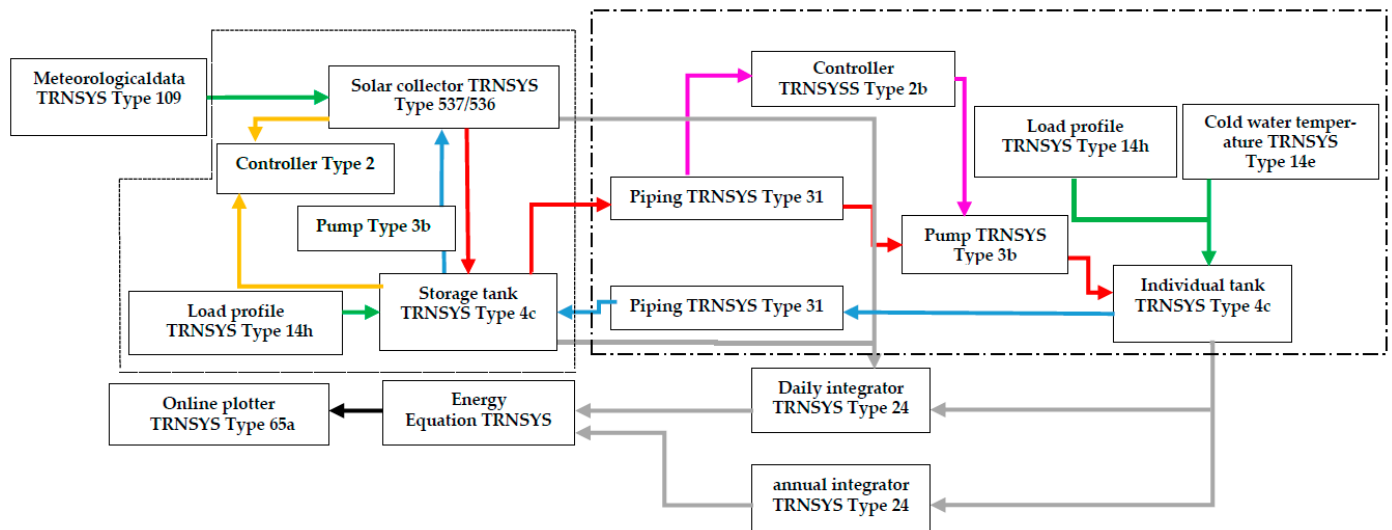 Meteorologicaldata
TRNSYS Type 109
Solar collector TRNSYS
Type 537/536
Controller Type 2
Pump Type 3b
Load profile
TRNSYS Type 14h
Storage tank
TRNSYS Type 4c
Controller
TRNSYSS Type 2b
Load profile
TRNSYS Type 14h
Cold water temper-
ature TRNSYS
Type 14e
Piping TRNSYS Type 31
Pump TRNSYS
Type 3b
Piping TRNSYS Type 31
Individual tank
TRNSYS Type 4c
Online plotter
TRNSYS Type 65a
Energy
Equation TRNSYS
Daily integrator
TRNSYS Type 24
annual integrator
TRNSYS Type 24